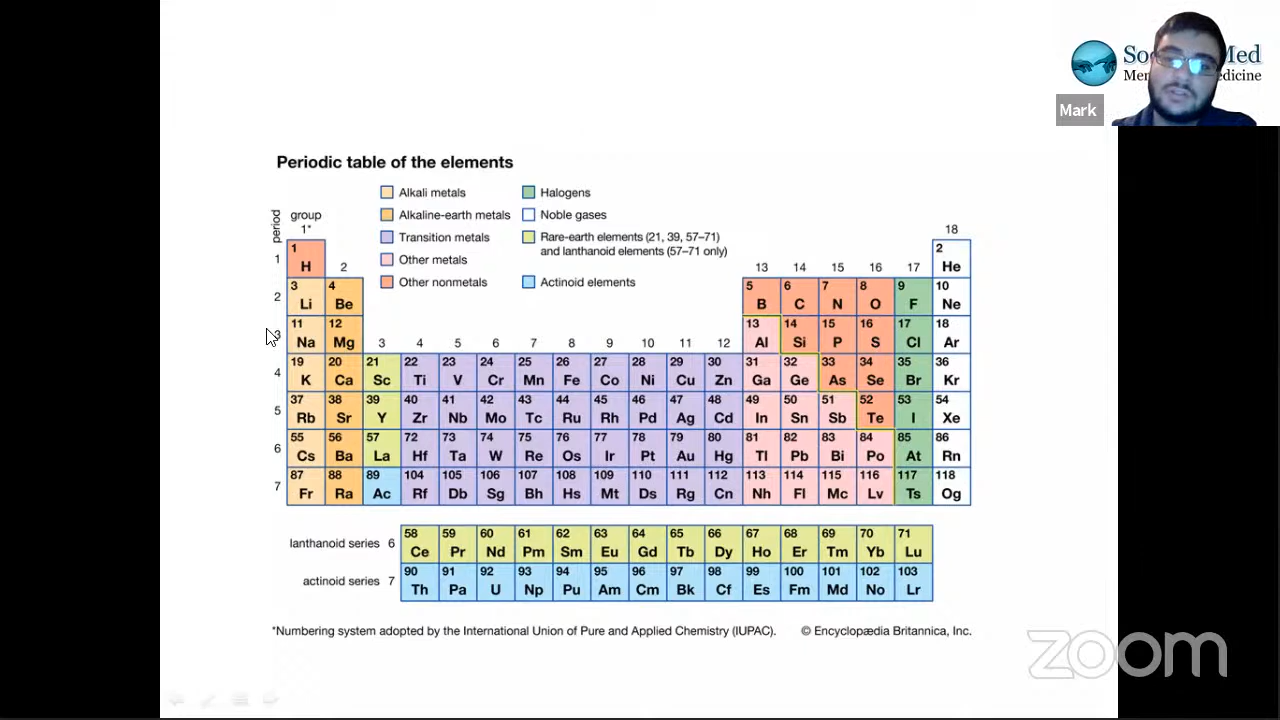 Mark
Periodic table of the elements
Alkali metals
Alkaline-earth metals
Transition metals
Other metals
Other nonmetals
Halogens
Noble gases
Rare-earth elements (21, 39, 57–71)
and lanthanoid elements (57–71 only)
Actinoid elements
period
group
1* 18
1 2
1 H He
2 13 14 15 16 17
3 4 5 6 7 8 9 10
2 Li Be B C N O F Ne
11 12 13 14 15 16 17 18
3 Na Mg Al Si P S Cl Ar
3 4 5 6 7 8 9 10 11 12
19 20 21 22 23 24 25 26 27 28 29 30 31 32 33 34 35 36
4 K Ca Sc Ti V Cr Mn Fe Co Ni Cu Zn Ga Ge As Se Br Kr
37 38 39 40 41 42 43 44 45 46 47 48 49 50 51 52 53 54
5 Rb Sr Y Zr Nb Mo Tc Ru Rh Pd Ag Cd In Sn Sb Te I Xe
55 56 57 72 73 74 75 76 77 78 79 80 81 82 83 84 85 86
6 Cs Ba La Hf Ta W Re Os Ir Pt Au Hg Tl Pb Bi Po At Rn
87 88 89 104 105 106 107 108 109 110 111 112 113 114 115 116 117 118
7 Fr Ra Ac Rf Db Sg Bh Hs Mt Ds Rg Cn Nh Fl Mc Lv Ts Og
58 59 60 61 62 63 64 65 66 67 68 69 70 71
lanthanoid series 6 Ce Pr Nd Pm Sm Eu Gd Tb Dy Ho Er Tm Yb Lu
90 91 92 93 94 95 96 97 98 99 100 101 102 103
actinoid series 7 Th Pa U Np Pu Am Cm Bk Cf Es Fm Md No Lr
*Numbering system adopted by the International Union of Pure and Applied Chemistry (IUPAC). © Encyclopædia Britannica, Inc.
zoom